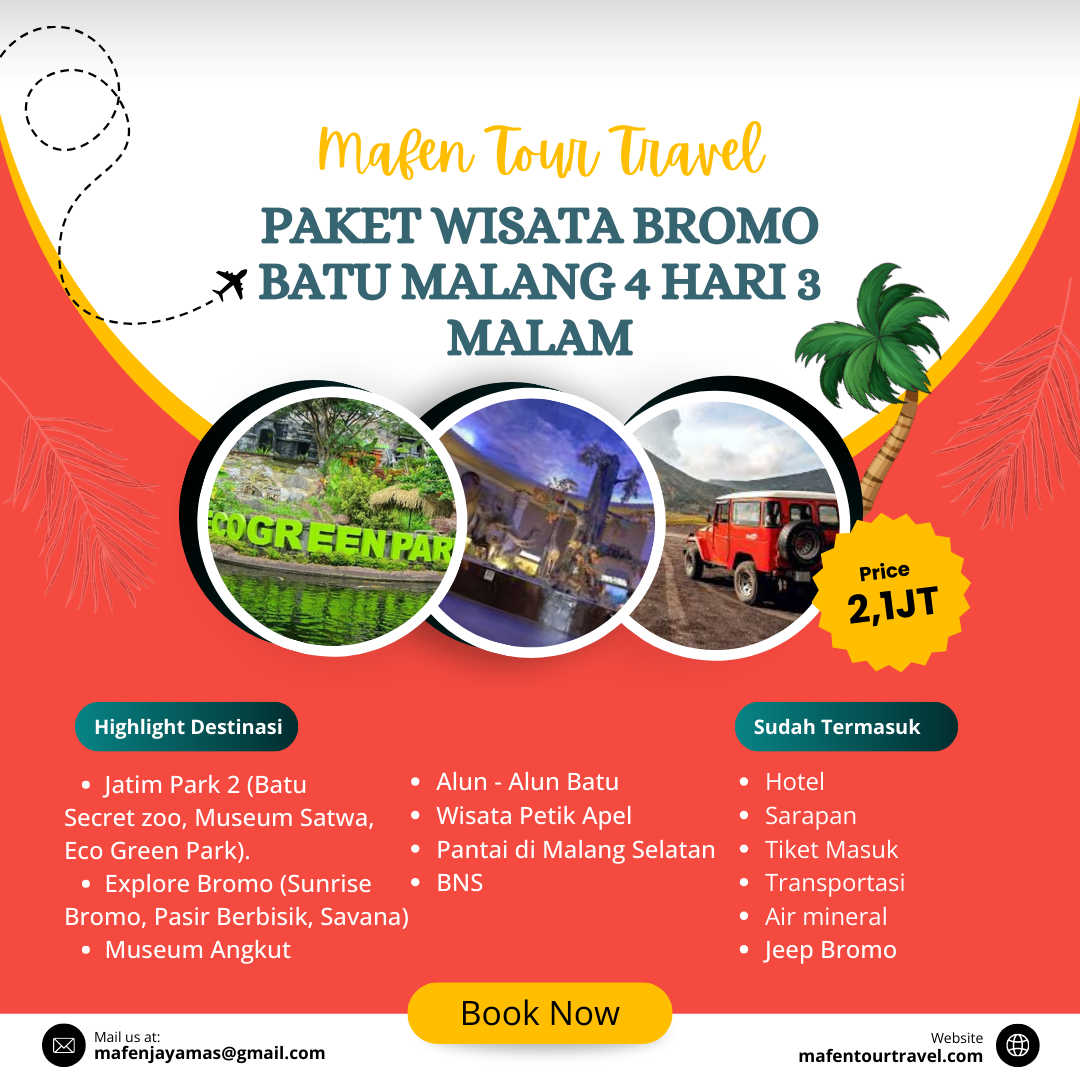 Mafen Tour Travel
PAKET WISATA BROMO
BATU MALANG 4 HARI 3
MALAM
ECO GREEN PAR
Price
2,1JT
Highlight Destinasi
• Jatim Park 2 (Batu
Secret zoo, Museum Satwa,
Eco Green Park).
• Explore Bromo (Sunrise
Bromo, Pasir Berbisik, Savana)
• Museum Angkut
• Alun - Alun Batu
• Wisata Petik Apel
• Pantai di Malang Selatan
• BNS
Sudah Termasuk
• Hotel
• Sarapan
• Tiket Masuk
• Transportasi
• Air mineral
• Jeep Bromo
Book Now
Mail us at:
mafenjayamas@gmail.com
Website
mafentourtravel.com